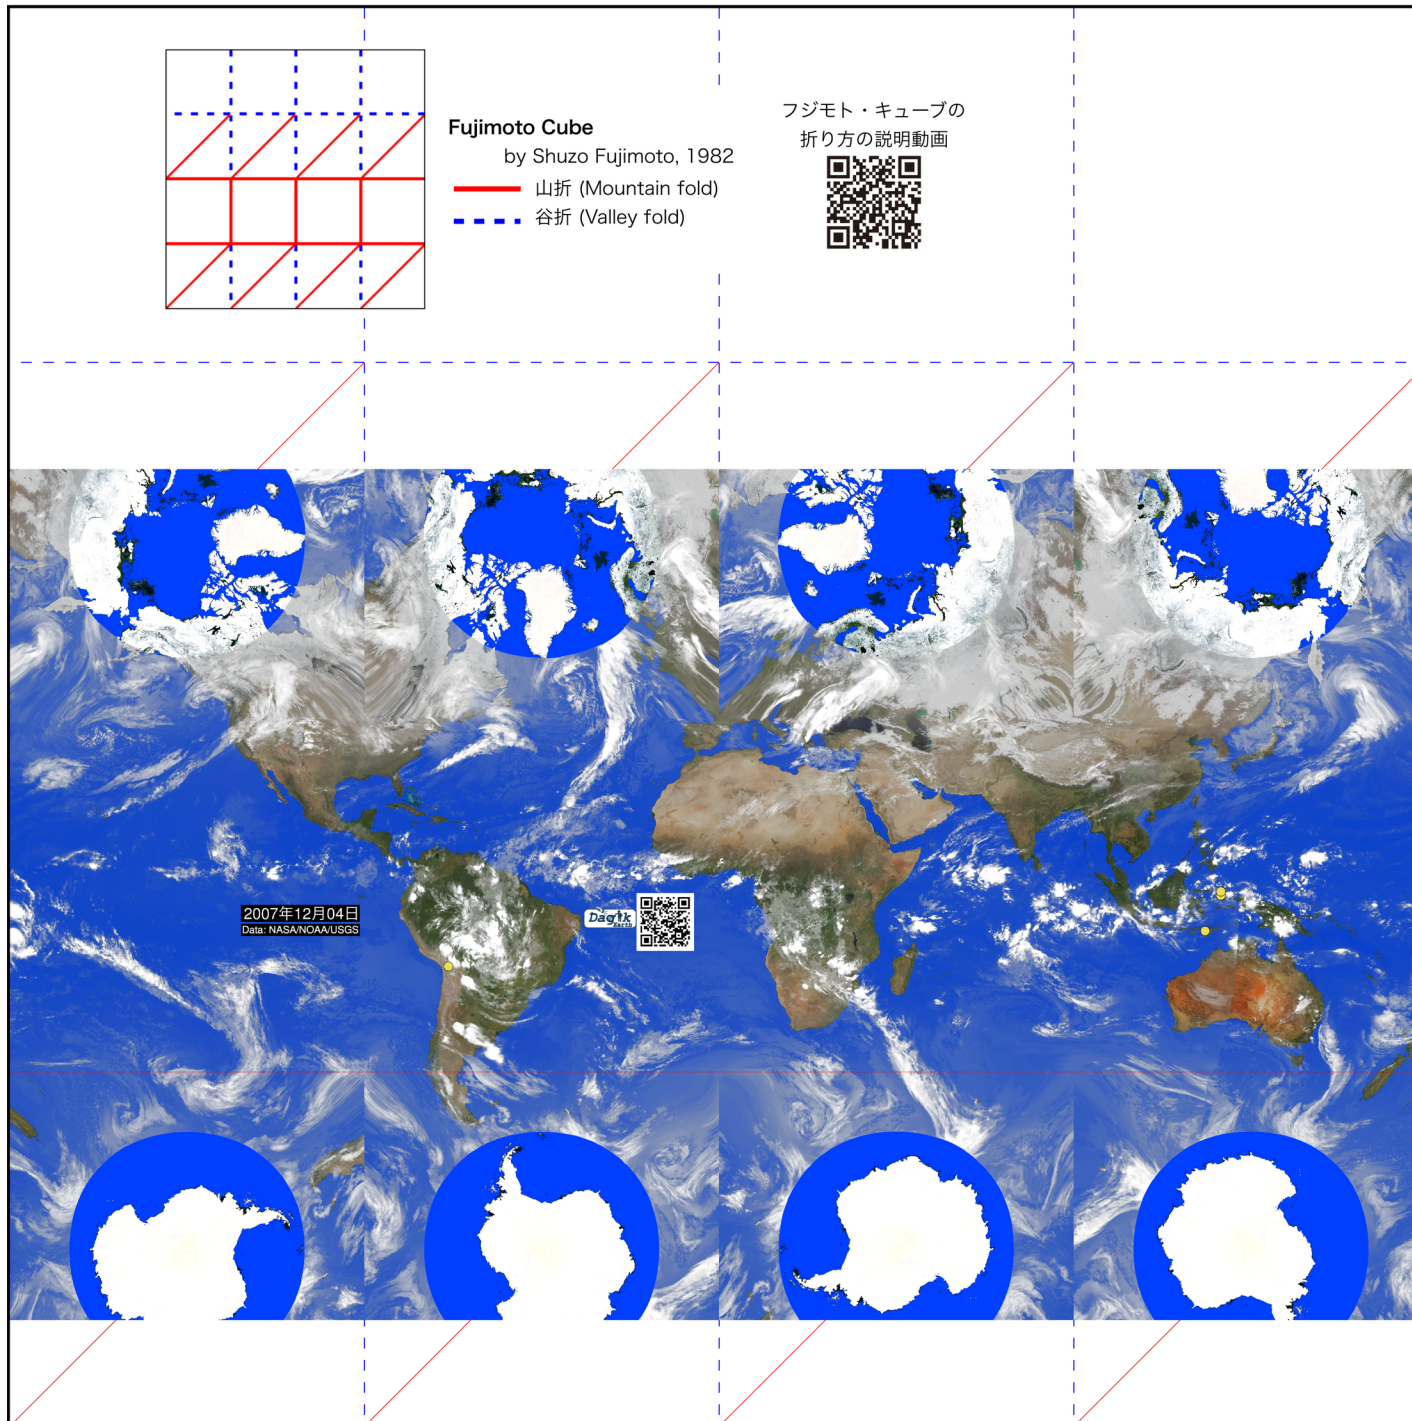 Fujimoto Cube
by Shuzo Fujimoto, 1982
山折 (Mountain fold)
谷折 (Valley fold)
フジモト・キューブの
折り方の説明動画
2007年12月04日
Data: NASA/NOAA/USGS
Dagik
Earth